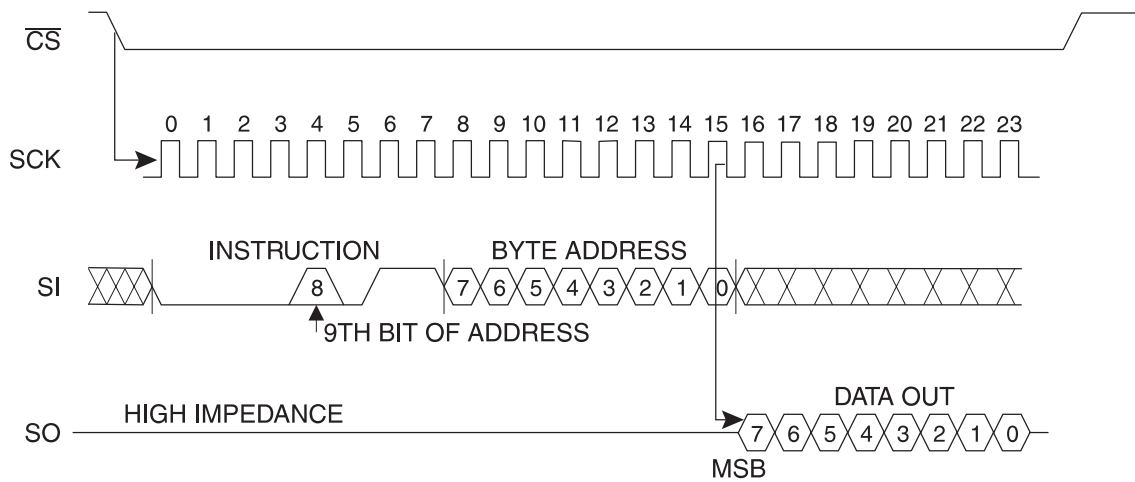 CS
0 1 2 3 4 5 6 7 8 9 10 11 12 13 14 15 16 17 18 19 20 21 22 23
SCK
INSTRUCTION BYTE ADDRESS
SI 8 7 6 5 4 3 2 1 0
9TH BIT OF ADDRESS
HIGH IMPEDANCE DATA OUT
SO 7 6 5 4 3 2 1 0
MSB